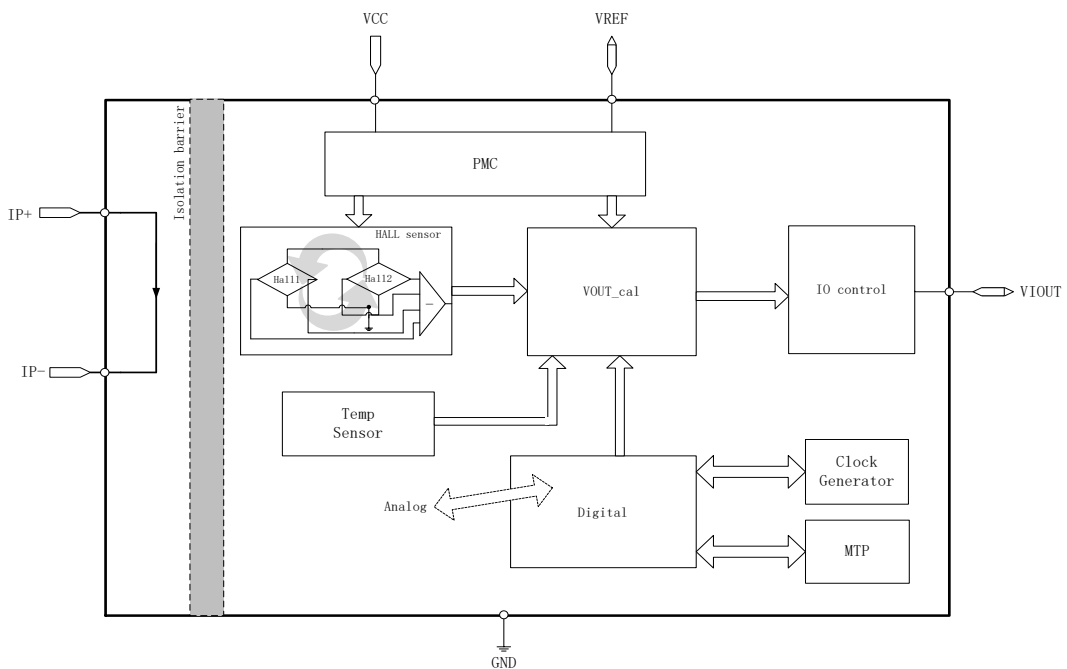 VCC
VREF
Isolation barrier
PMC
IP+
HALL sensor
Hall1
Hall2
VOUT_cal
IO control
VIOUT
IP-
Temp
Sensor
Clock
Generator
Analog
Digital
MTP
GND